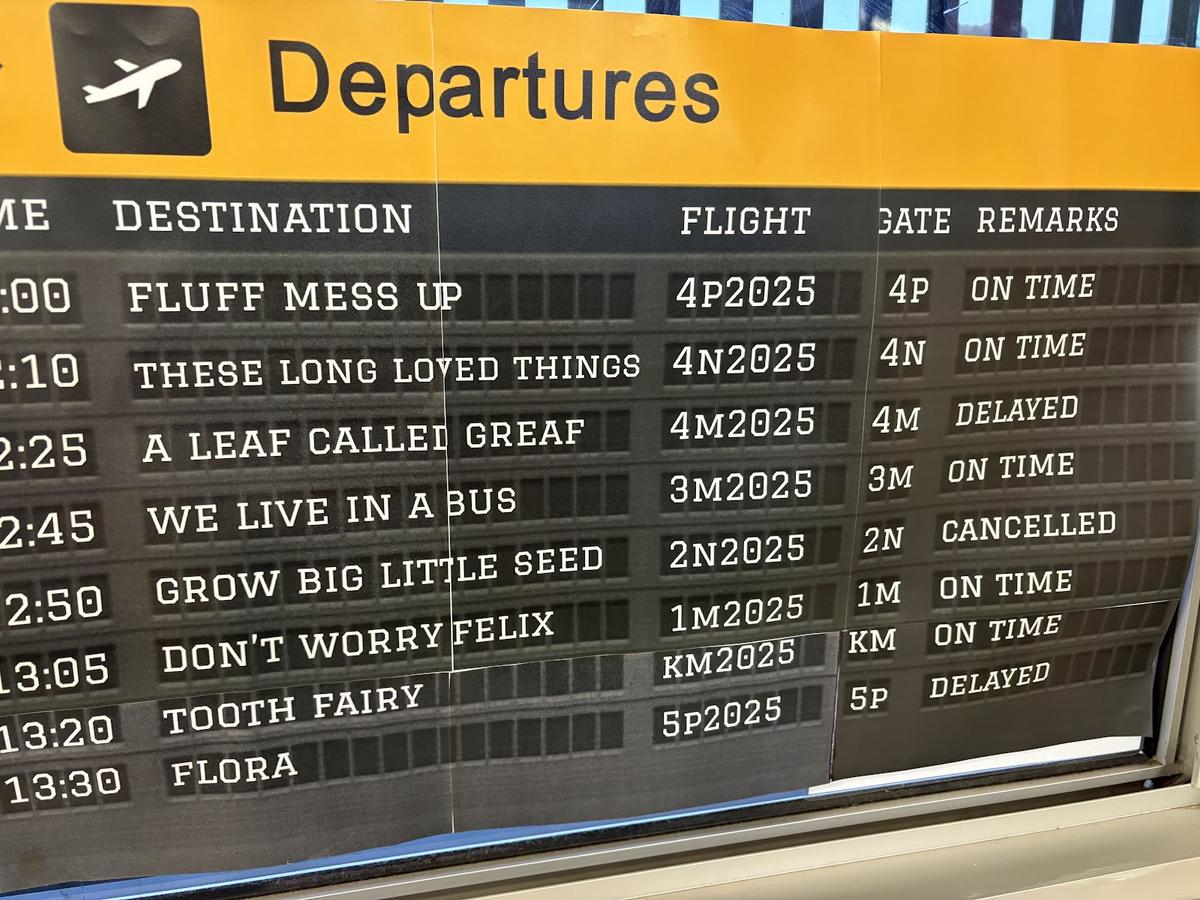 Departures
ME DESTINATION FLIGHT GATE REMARKS
:00 FLUFF MESS UP 4P2025 4P ON TIME
:10 THESE LONG LOVED THINGS 4N2025 4N ON TIME
2:25 A LEAF CALLED GREAF 4M2025 4M DELAYED
2:45 WE LIVE IN A BUS 3M2025 3M ON TIME
2:50 GROW BIG LITTLE SEED 2N2025 2N CANCELLED
13:05 DON'T WORRY FELIX 1M2025 1M ON TIME
13:20 TOOTH FAIRY KM2025 KM ON TIME
13:30 FLORA 5P2025 5P DELAYED